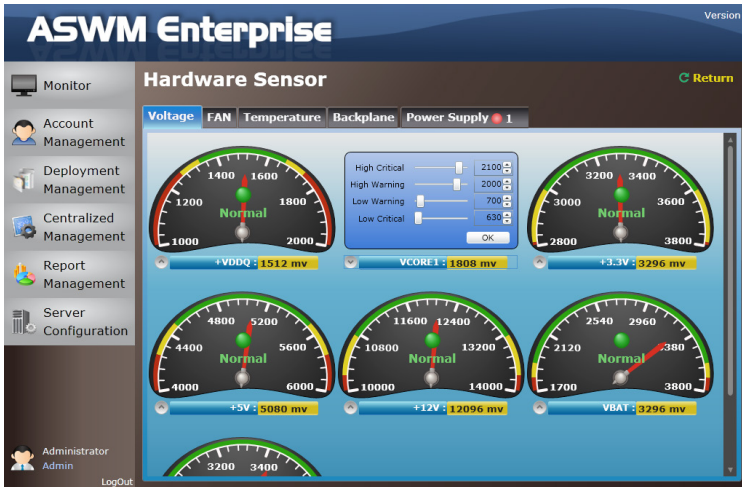 ASWM Enterprise
Version
Monitor
Account
Management
Deployment
Management
Centralized
Management
Report
Management
Server
Configuration
Administrator
Admin
LogOut
Hardware Sensor
Return
Voltage FAN Temperature Backplane Power Supply 1
1000 1200 1400 1600 1800 2000
Normal
+VDDQ : 1512 mv
High Critical 2100
High Warning 2000
Low Warning 700
Low Critical 630
OK
VCORE1 : 1808 mv
2800 3000 3200 3400 3600 3800
Normal
+3.3V : 3296 mv
4000 4400 4800 5200 5600 6000
Normal
+5V : 5080 mv
10000 10800 11600 12400 13200 14000
Normal
+12V : 12096 mv
1700 2120 2540 2960 380 3800
Normal
VBAT : 3296 mv
3200 3400